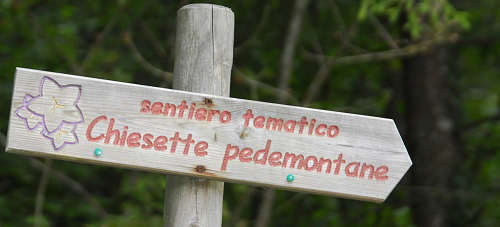 sentiero tematico
Chiesette pedemontane